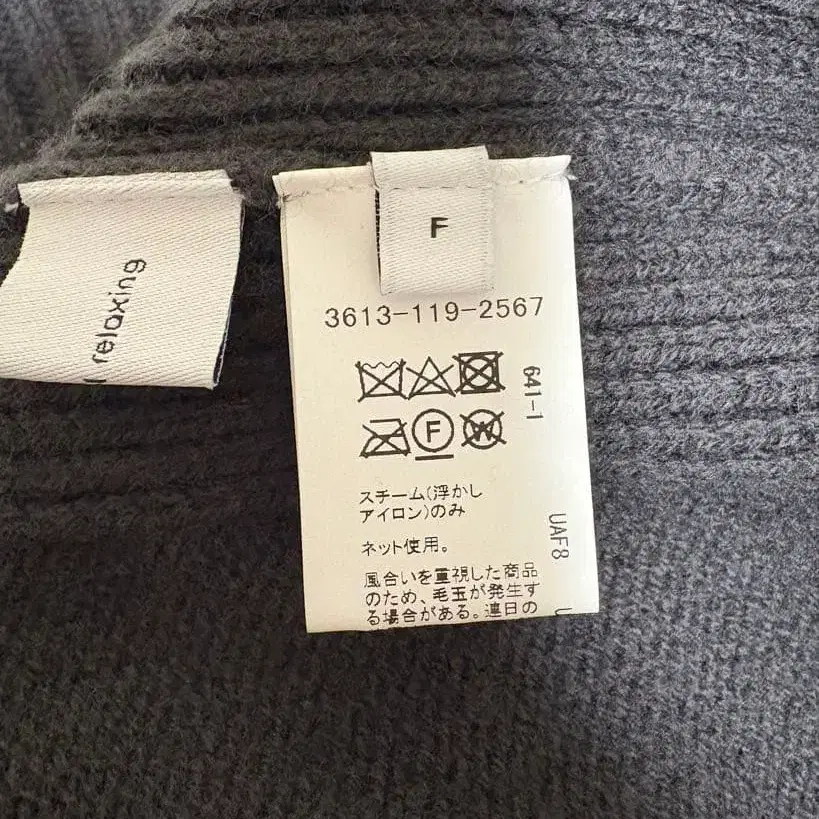 relaxing
F
3613-119-2567
641-1
F
W
スチーム(浮かし
アイロン)のみ
ネット使用。
UAF8
風合いを重視した商品
のため、毛玉が発生す
る場合がある。連日の